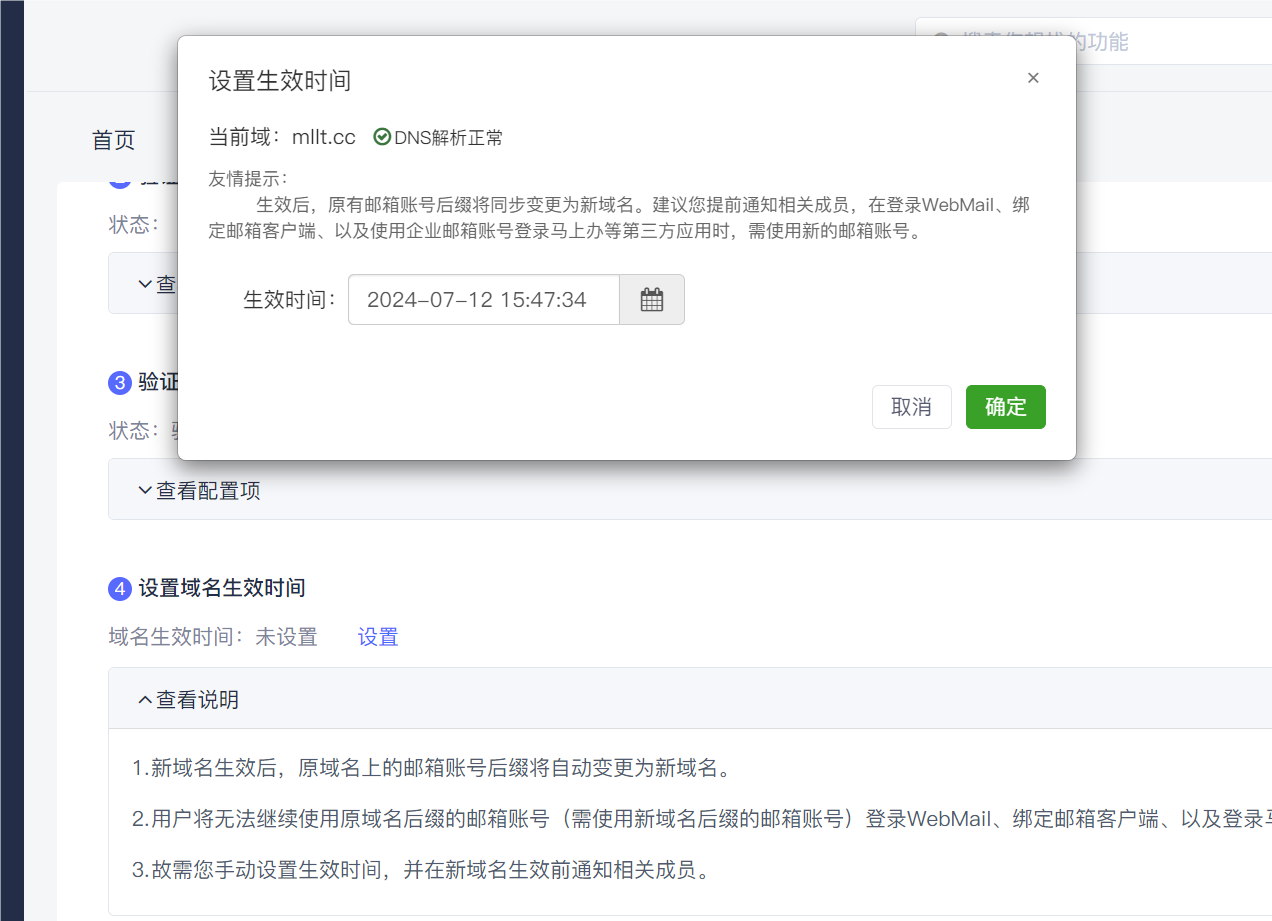 设置生效时间
×
当前域：mllt.cc DNS解析正常
友情提示：
生效后，原有邮箱账号后缀将同步变更为新域名。建议您提前通知相关成员，在登录WebMail、绑
定邮箱客户端、以及使用企业邮箱账号登录马上办等第三方应用时，需使用新的邮箱账号。
生效时间： 2024-07-12 15:47:34
取消 确定
的功能
首页
状态：
查
3 验证
状态：
查看配置项
4 设置域名生效时间
域名生效时间：未设置 设置
查看说明
1.新域名生效后，原域名上的邮箱账号后缀将自动变更为新域名。
2.用户将无法继续使用原域名后缀的邮箱账号（需使用新域名后缀的邮箱账号）登录WebMail、绑定邮箱客户端、以及登录
3.故需您手动设置生效时间，并在新域名生效前通知相关成员。